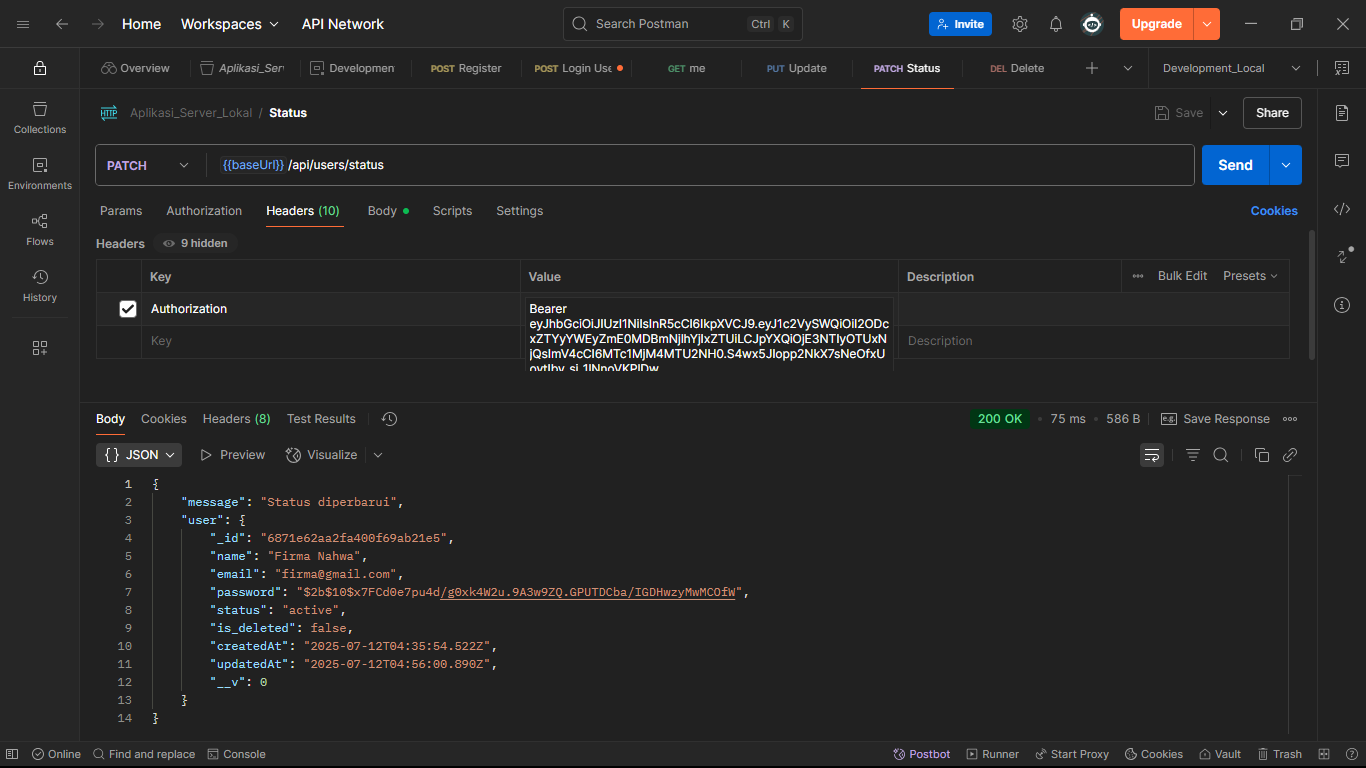 Home Workspaces API Network Search Postman Ctrl K Invite Upgrade
Overview Aplikasi_Ser Developmen POST Register POST Login Use GET me PUT Update PATCH Status DEL Delete Development_Local
Collections
Environments
Flows
History
HTTP Aplikasi_Server_Lokal / Status Save Share
PATCH {{baseUrl}} /api/users/status Send
Params Authorization Headers (10) Body Scripts Settings Cookies
Headers 9 hidden
Key Value Description Bulk Edit Presets
Authorization Bearer
eyJhbGciOiJIUzI1NiIsInR5cCI6IkpXVCJ9.eyJ1c2VySWQiOiI2ODc
xZTYyYWEyZmE0MDBmNjlhYjIxZTUiLCJpYXQiOjE3NTIyOTUxN
jQsImV4cCI6MTc1MjM4MTU2NH0.S4wx5JIopp2NkX7sNeOfxU
Key Description
Body Cookies Headers (8) Test Results 200 OK • 75 ms • 586 B e.g. Save Response
{} JSON Preview Visualize
1 {
2 "message": "Status diperbarui",
3 "user": {
4 "_id": "6871e62aa2fa400f69ab21e5",
5 "name": "Firma Nahwa",
6 "email": "firma@gmail.com",
7 "password": "$2b$10$x7FCd0e7pu4d/g0xk4W2u.9A3w9ZQ.GPUTDCba/IGDHwzyMwMCOfW",
8 "status": "active",
9 "is_deleted": false,
10 "createdAt": "2025-07-12T04:35:54.522Z",
11 "updatedAt": "2025-07-12T04:56:00.890Z",
12 "__v": 0
13 }
14 }
Online Find and replace Console Postbot Runner Start Proxy Cookies Vault Trash